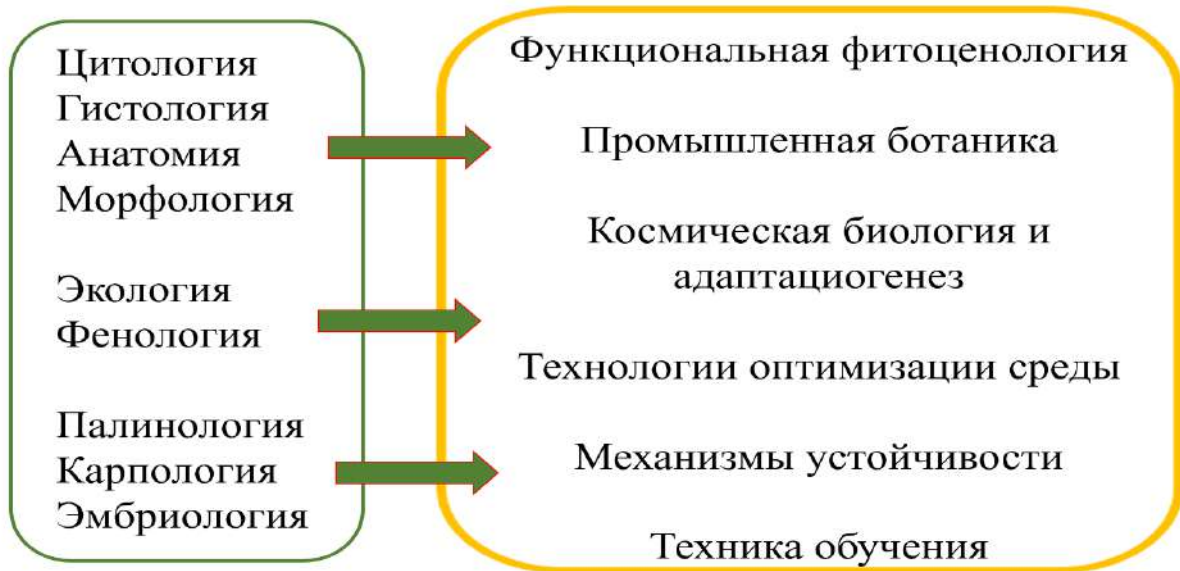 Цитология
Гистология
Анатомия
Морфология
Экология
Фенология
Палинология
Карпология
Эмбриология
Функциональная фитоценология
Промышленная ботаника
Космическая биология и
адаптациогенез
Технологии оптимизации среды
Механизмы устойчивости
Техника обучения